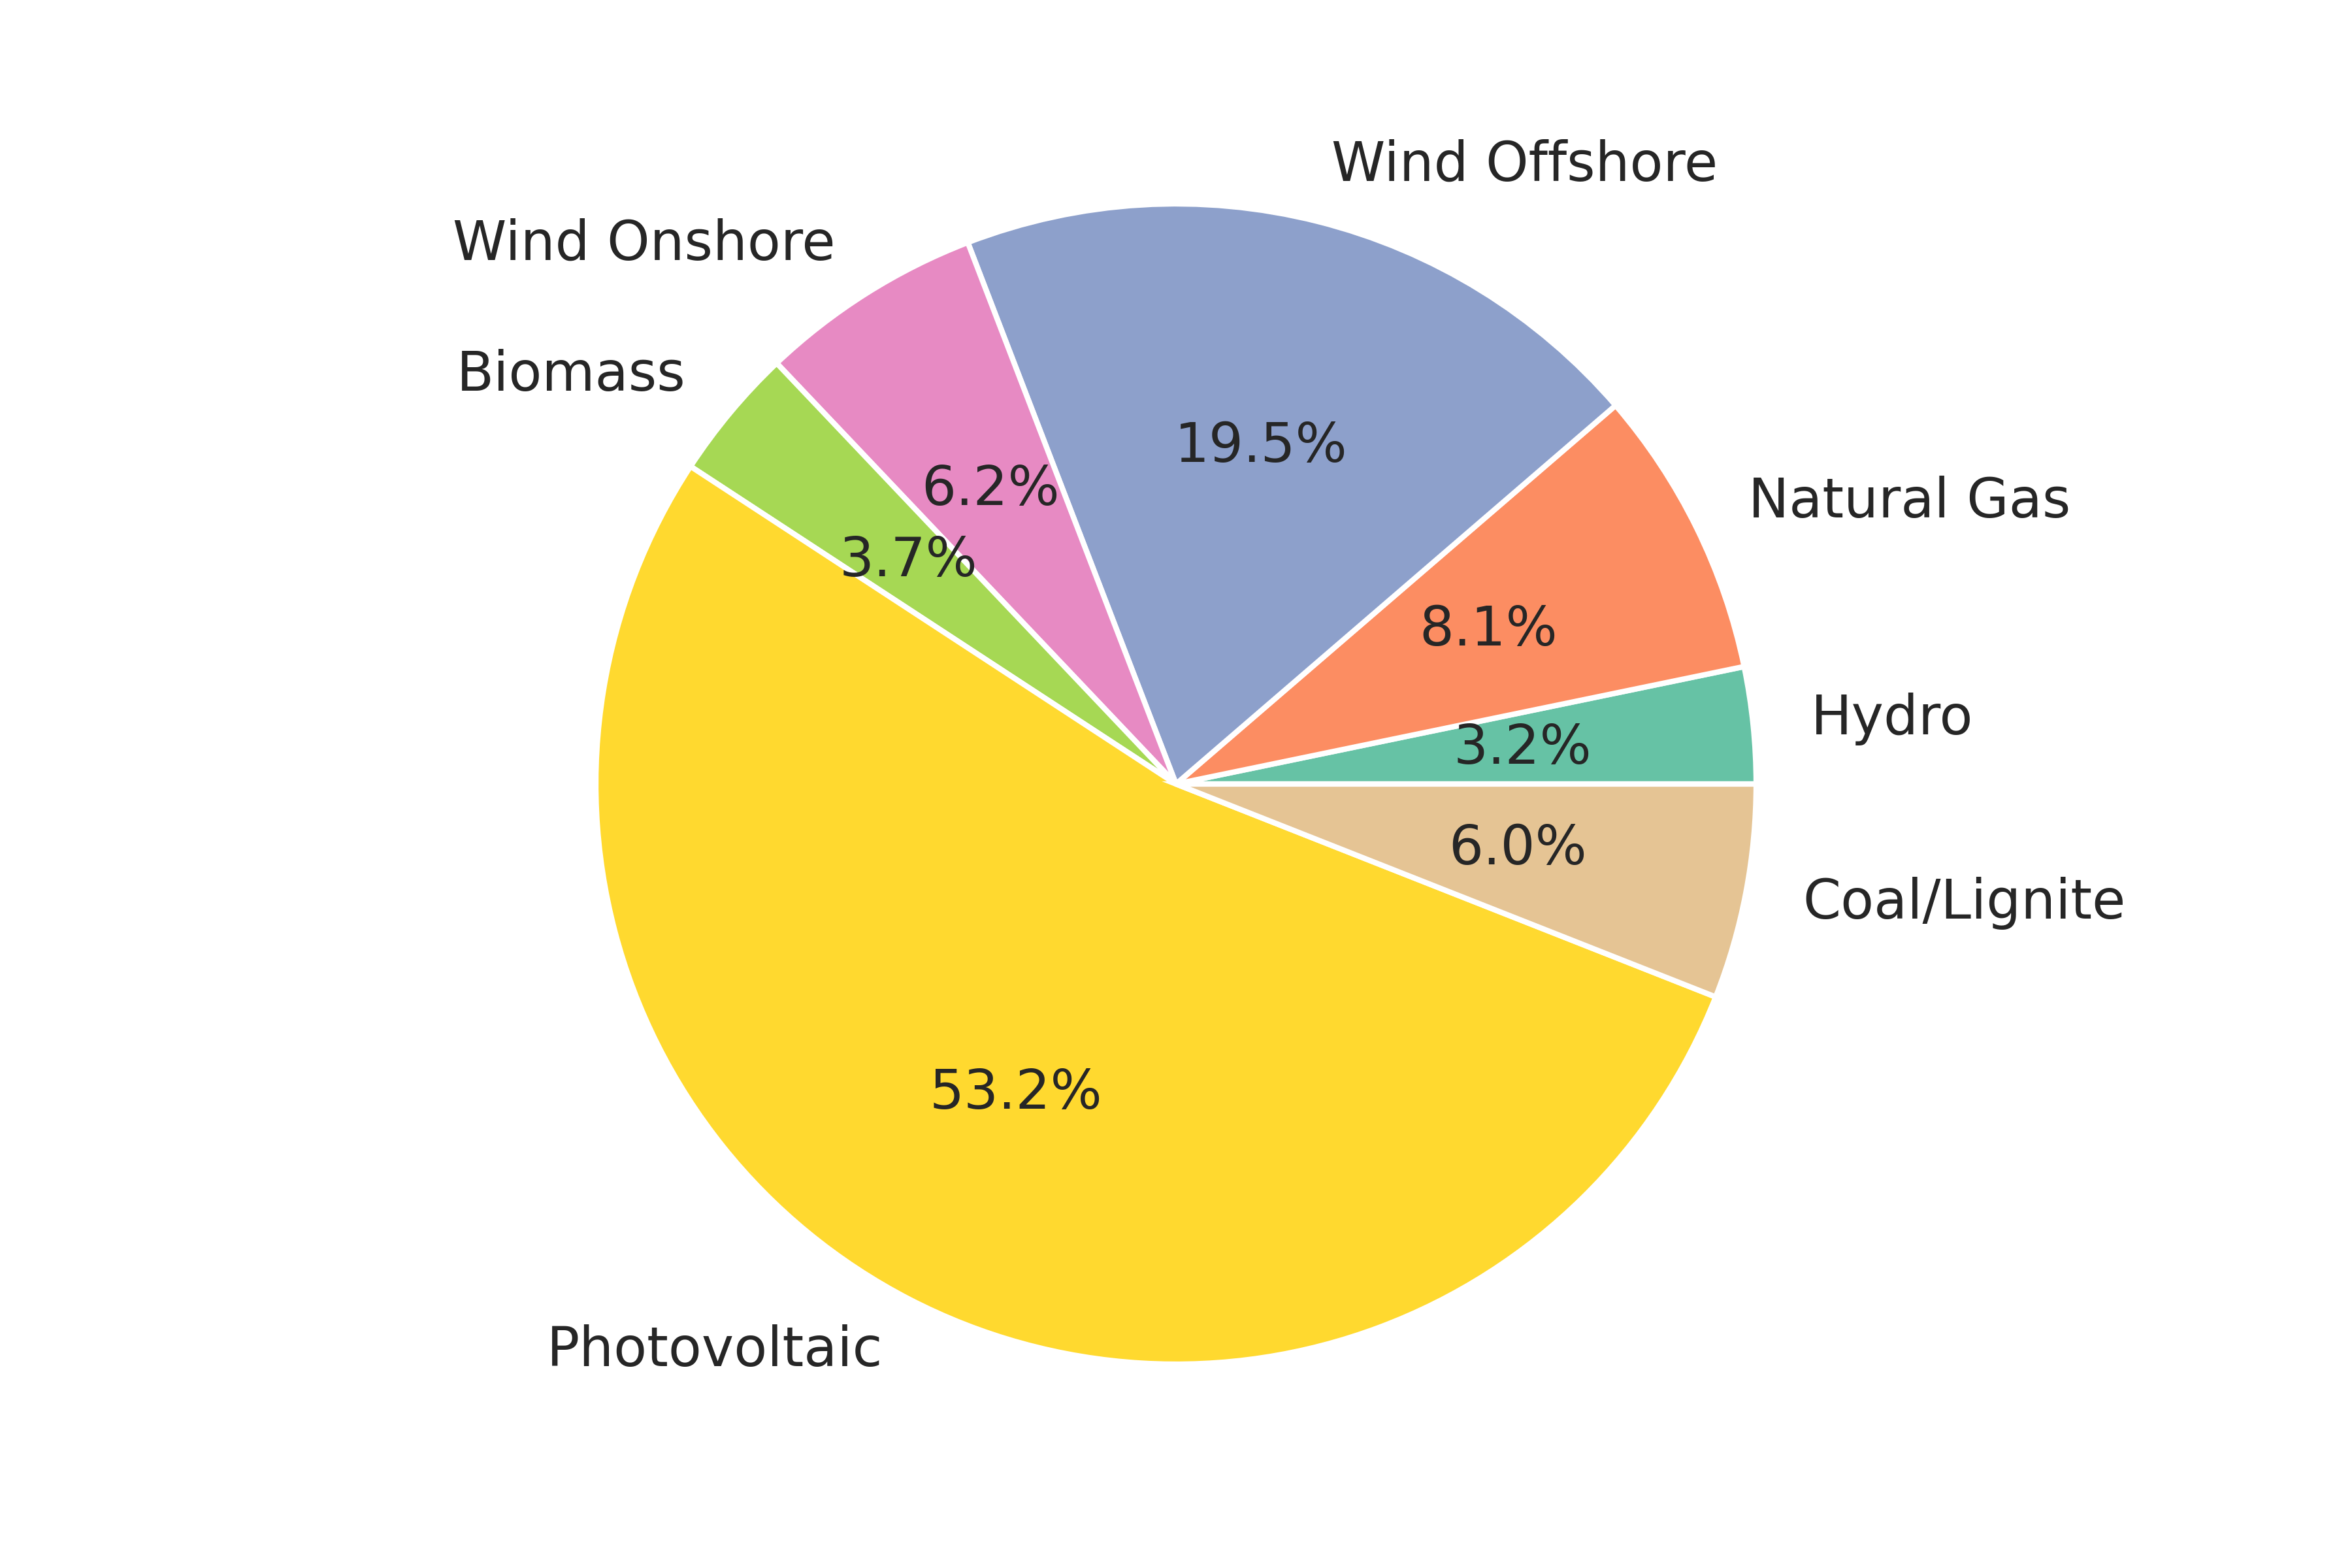 Wind Offshore
Wind Onshore
Biomass
19.5%
6.2%
Natural Gas
3.7%
8.1%
Hydro
3.2%
6.0%
Coal/Lignite
53.2%
Photovoltaic